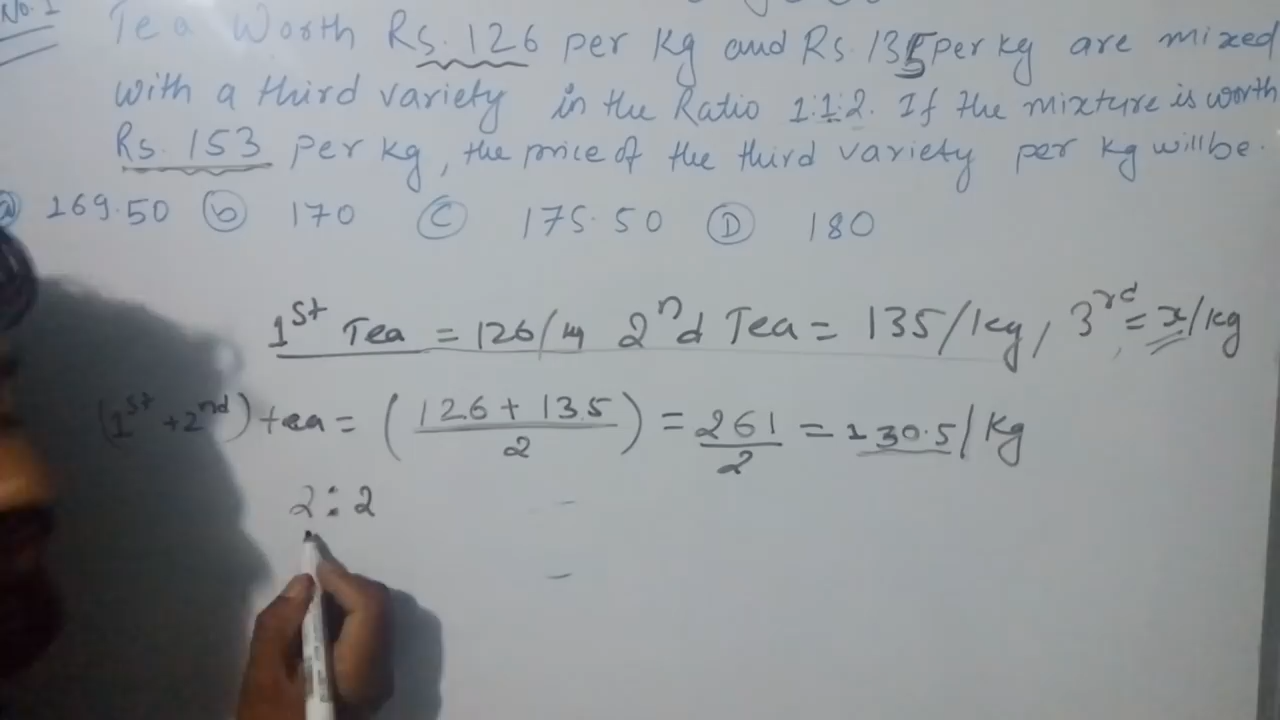 No. 1
Tea Worth Rs. 126 per Kg and Rs. 135 per kg are mixed
with a third variety in the Ratio 1:1:2. If the mixture is worth
Rs. 153 per kg, the price of the third variety per kg will be.
a 169.50 b 170 C 175.50 D 180
1st Tea = 126/kg 2nd Tea = 135/kg, 3rd = x/kg
(1st + 2nd) tea = (126 + 135 / 2) = 261/2 = 130.5/Kg
2:2